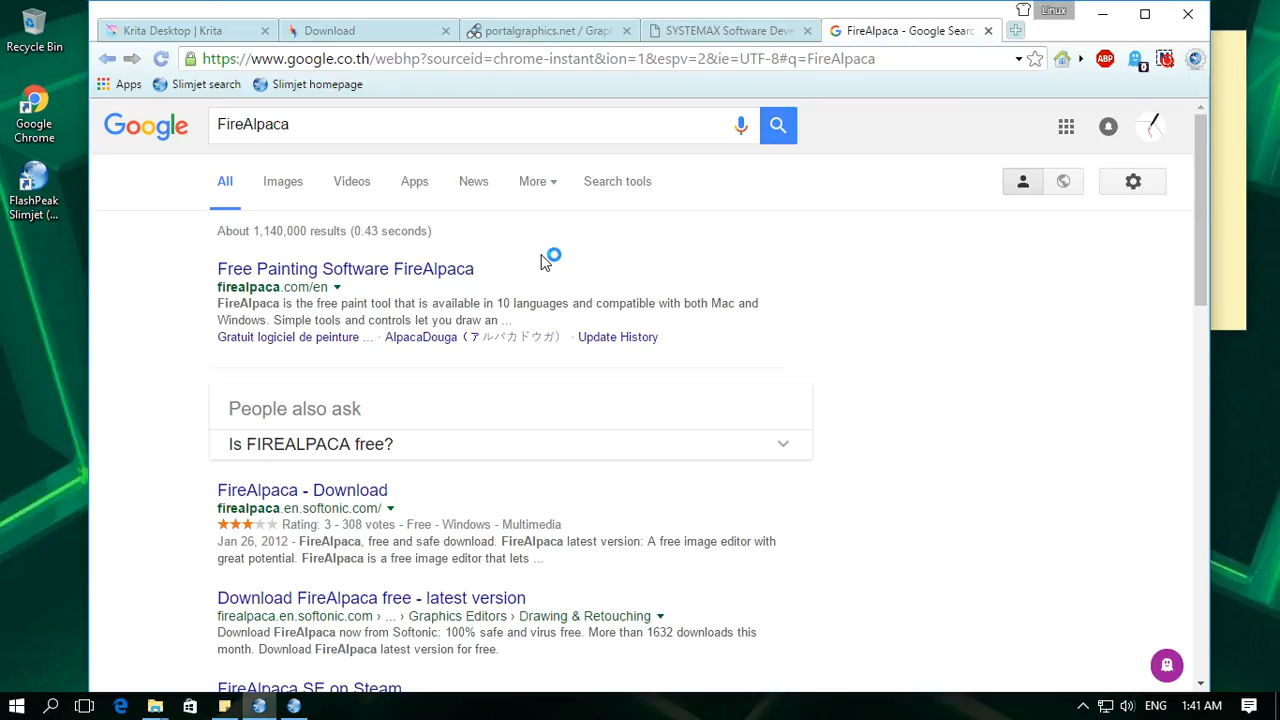 Linux
Krita Desktop | Krita
Download
portalgraphics.net / Grap
SYSTEMAX Software Deve
FireAlpaca - Google Searc
https://www.google.co.th/webhp?sourceid=chrome-instant&ion=1&espv=2&ie=UTF-8#q=FireAlpaca
ABP
0
Apps
Slimjet search
Slimjet homepage
Recycle Bin
Google
Chrome
FlashPeak
Slimjet (...
Google
FireAlpaca
All
Images
Videos
Apps
News
More
Search tools
About 1,140,000 results (0.43 seconds)
Free Painting Software FireAlpaca
firealpaca.com/en
FireAlpaca is the free paint tool that is available in 10 languages and compatible with both Mac and
Windows. Simple tools and controls let you draw an ...
Gratuit logiciel de peinture ... · AlpacaDouga（アルパカドウガ） · Update History
People also ask
Is FIREALPACA free?
FireAlpaca - Download
firealpaca.en.softonic.com/
Rating: 3 - 308 votes - Free - Windows - Multimedia
Jan 26, 2012 - FireAlpaca, free and safe download. FireAlpaca latest version: A free image editor with
great potential. FireAlpaca is a free image editor that lets ...
Download FireAlpaca free - latest version
firealpaca.en.softonic.com › ... › Graphics Editors › Drawing & Retouching
Download FireAlpaca now from Softonic: 100% safe and virus free. More than 1632 downloads this
month. Download FireAlpaca latest version for free.
FireAlpaca SE on Steam
ENG
1:41 AM